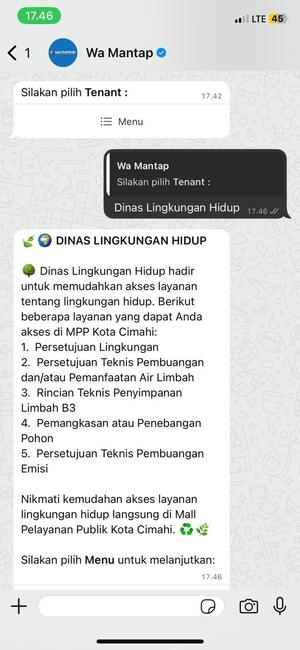 17.46
LTE 45
1
Wa Mantap
Silakan pilih Tenant :
17.42
Menu
Wa Mantap
Silakan pilih Tenant :
Dinas Lingkungan Hidup
17.46
🌿 🌍 DINAS LINGKUNGAN HIDUP
🌳 Dinas Lingkungan Hidup hadir
untuk memudahkan akses layanan
tentang lingkungan hidup. Berikut
beberapa layanan yang dapat Anda
akses di MPP Kota Cimahi:
1. Persetujuan Lingkungan
2. Persetujuan Teknis Pembuangan
dan/atau Pemanfaatan Air Limbah
3. Rincian Teknis Penyimpanan
Limbah B3
4. Pemangkasan atau Penebangan
Pohon
5. Persetujuan Teknis Pembuangan
Emisi
Nikmati kemudahan akses layanan
lingkungan hidup langsung di Mall
Pelayanan Publik Kota Cimahi. ♻️🌿
Silakan pilih Menu untuk melanjutkan:
17.46